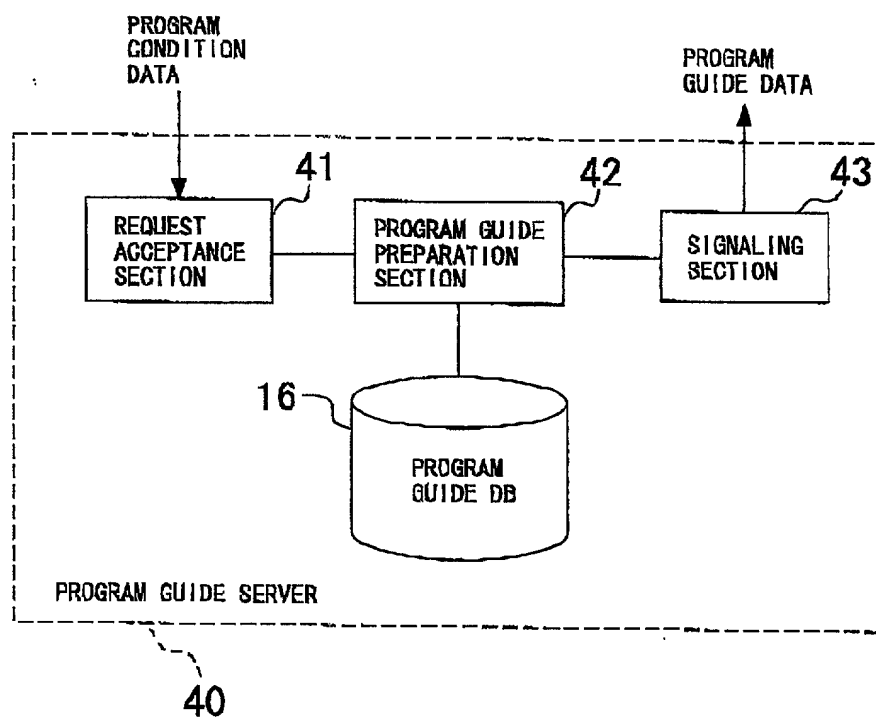 PROGRAM
CONDITION
DATA
PROGRAM
GUIDE DATA
41
42
43
REQUEST
ACCEPTANCE
SECTION
PROGRAM GUIDE
PREPARATION
SECTION
SIGNALING
SECTION
16
PROGRAM
GUIDE DB
PROGRAM GUIDE SERVER
40